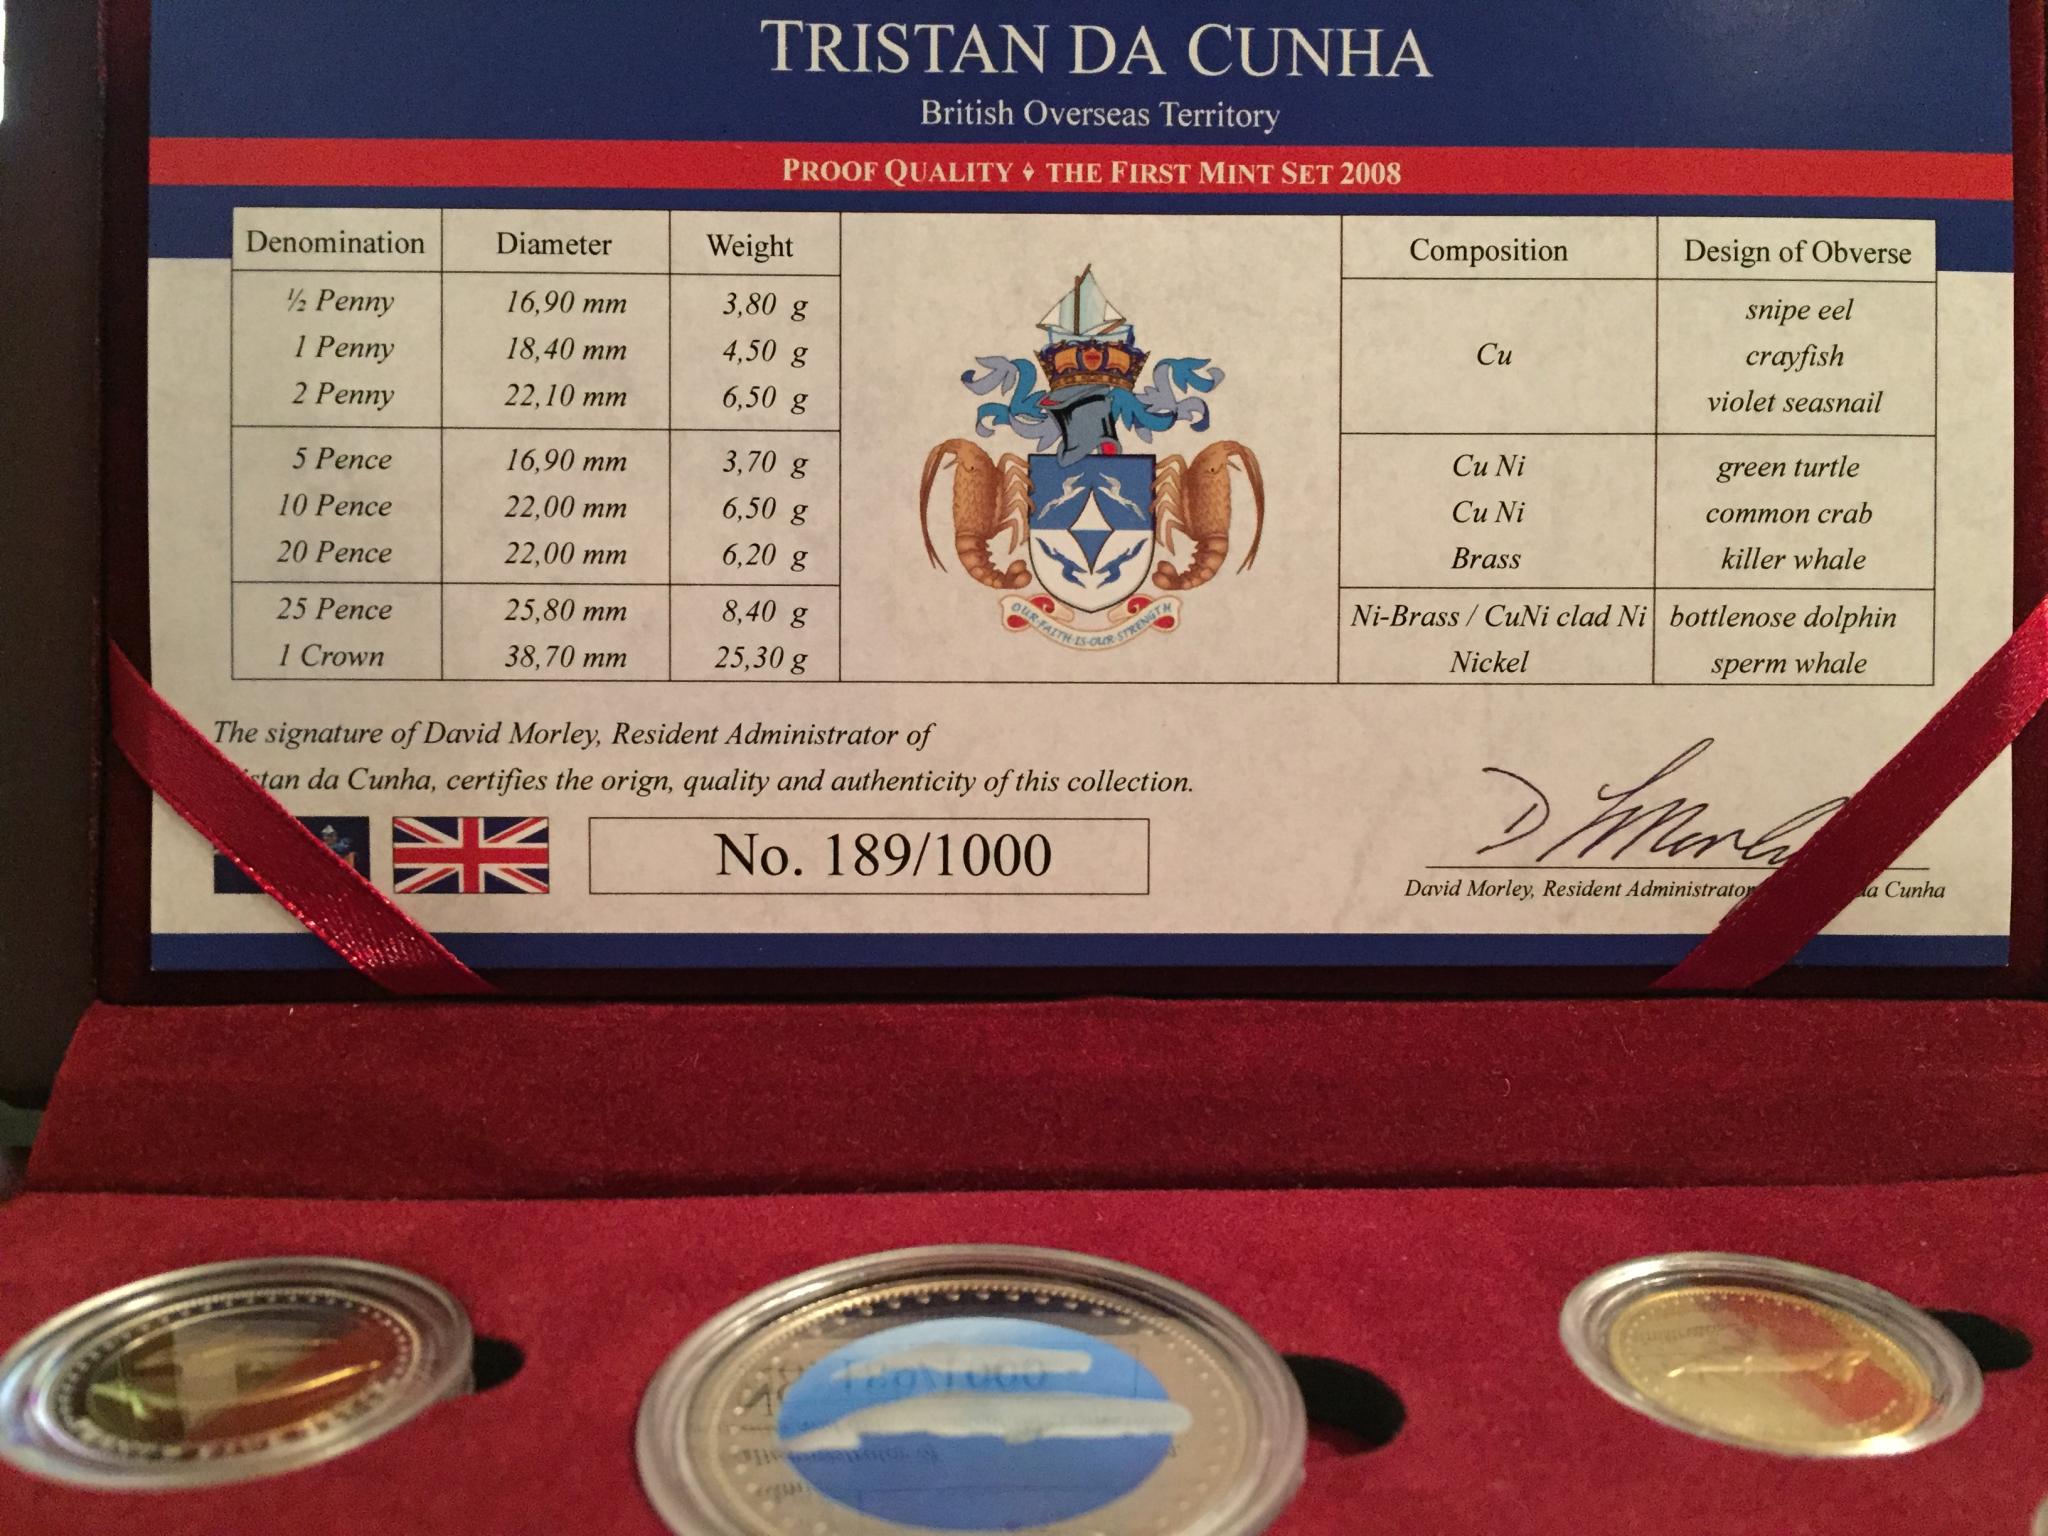 TRISTAN DA CUNHA
British Overseas Territory
PROOF QUALITY ♦ THE FIRST MINT SET 2008
Denomination Diameter Weight Composition Design of Obverse
½ Penny 16,90 mm 3,80 g snipe eel
1 Penny 18,40 mm 4,50 g Cu crayfish
2 Penny 22,10 mm 6,50 g violet seasnail
5 Pence 16,90 mm 3,70 g Cu Ni green turtle
10 Pence 22,00 mm 6,50 g Cu Ni common crab
20 Pence 22,00 mm 6,20 g Brass killer whale
25 Pence 25,80 mm 8,40 g Ni-Brass / CuNi clad Ni bottlenose dolphin
1 Crown 38,70 mm 25,30 g Nickel sperm whale
OUR·FAITH·IS·OUR·STRENGTH
The signature of David Morley, Resident Administrator of
stan da Cunha, certifies the orign, quality and authenticity of this collection.
No. 189/1000
David Morley, Resident Administrator da Cunha